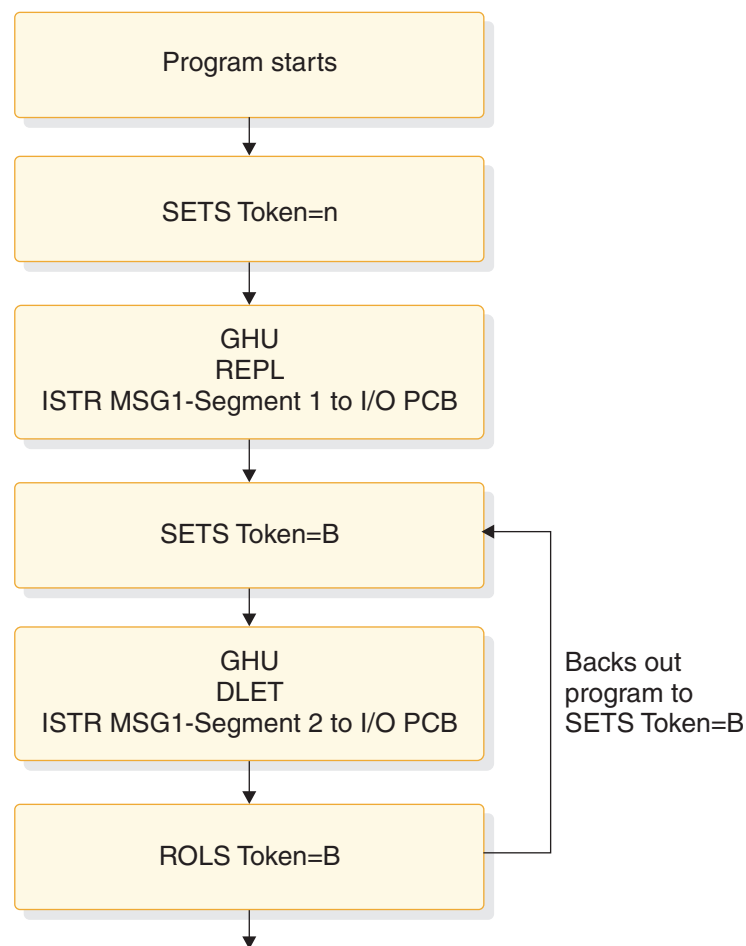 Program starts
SETS Token=n
GHU
REPL
ISTR MSG1-Segment 1 to I/O PCB
SETS Token=B
GHU
DLET
ISTR MSG1-Segment 2 to I/O PCB
Backs out
program to
SETS Token=B
ROLS Token=B